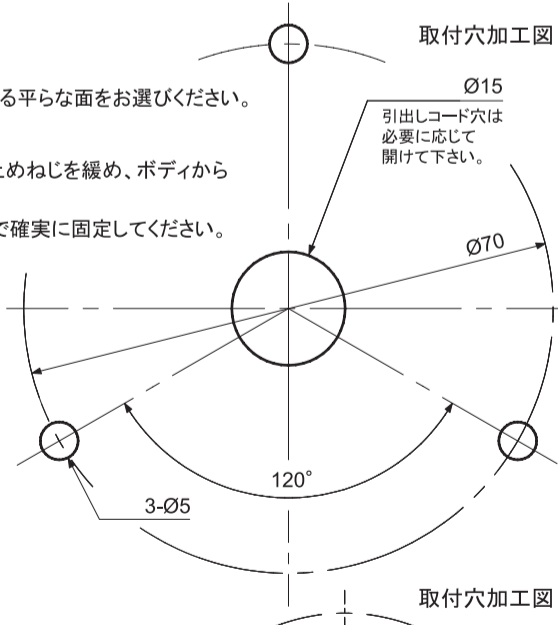 取付穴加工図
る平らな面をお選びください。
Ø15
引出しコード穴は
必要に応じて
開けて下さい。
めねじを緩め、ボディから
で確実に固定してください。
Ø70
120°
3-Ø5
取付穴加工図